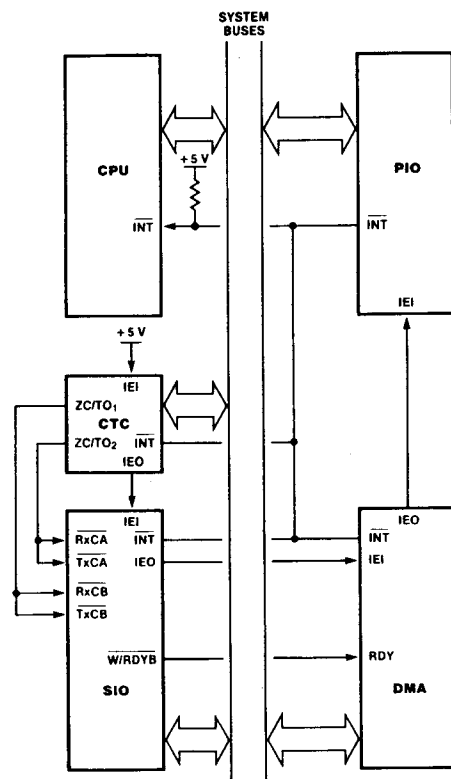 SYSTEM
BUSES
CPU
+5 V
INT
PIO
INT
IEI
+5 V
IEI
ZC/TO₁
CTC
ZC/TO₂
INT
IEO
IEI
RxCA
INT
TxCA
IEO
RxCB
TxCB
W/RDYB
SIO
IEO
INT
IEI
RDY
DMA